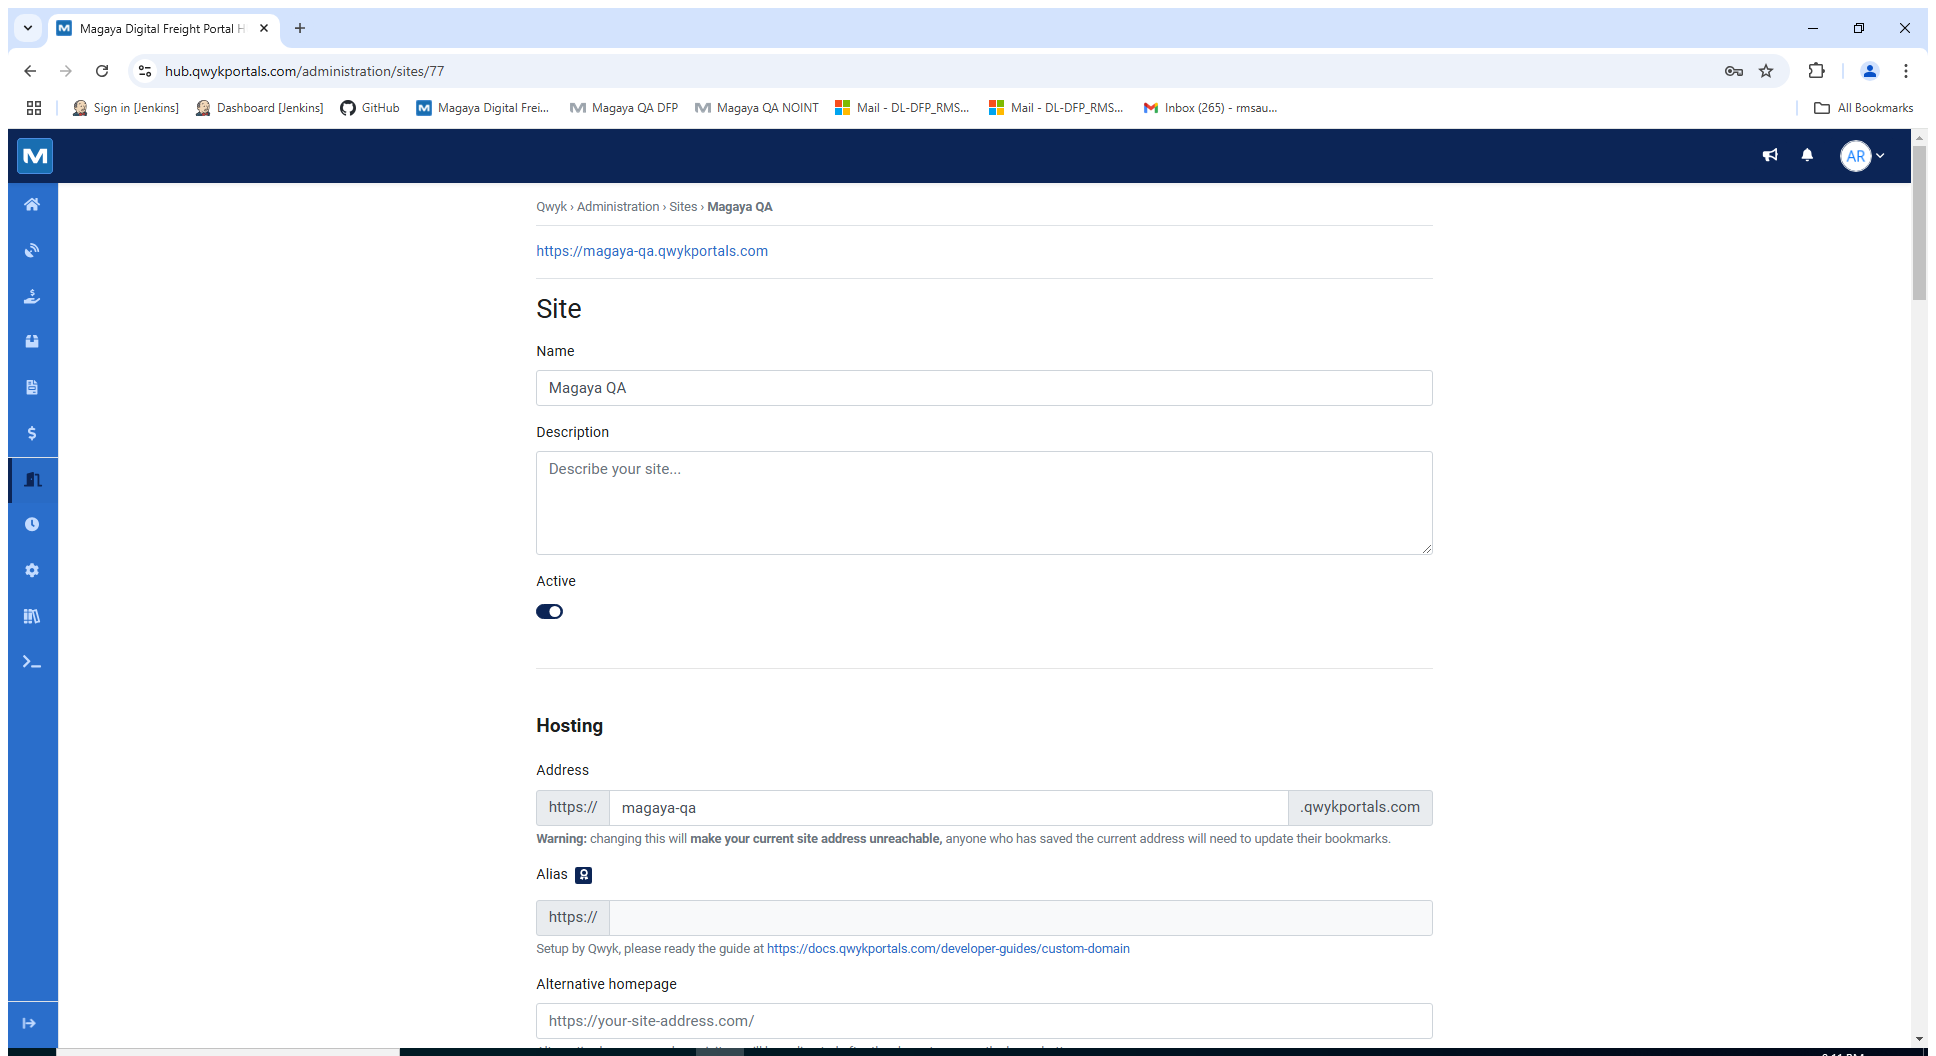 Magaya Digital Freight Portal H
hub.qwykportals.com/administration/sites/77
Sign in [Jenkins]
Dashboard [Jenkins]
GitHub
Magaya Digital Frei...
Magaya QA DFP
Magaya QA NOINT
Mail - DL-DFP_RMS...
Mail - DL-DFP_RMS...
Inbox (265) - rmsau...
All Bookmarks
AR
Qwyk › Administration › Sites › Magaya QA
https://magaya-qa.qwykportals.com
Site
Name
Magaya QA
Description
Describe your site...
Active
Hosting
Address
https:// magaya-qa .qwykportals.com
Warning: changing this will make your current site address unreachable, anyone who has saved the current address will need to update their bookmarks.
Alias
https://
Setup by Qwyk, please ready the guide at https://docs.qwykportals.com/developer-guides/custom-domain
Alternative homepage
https://your-site-address.com/